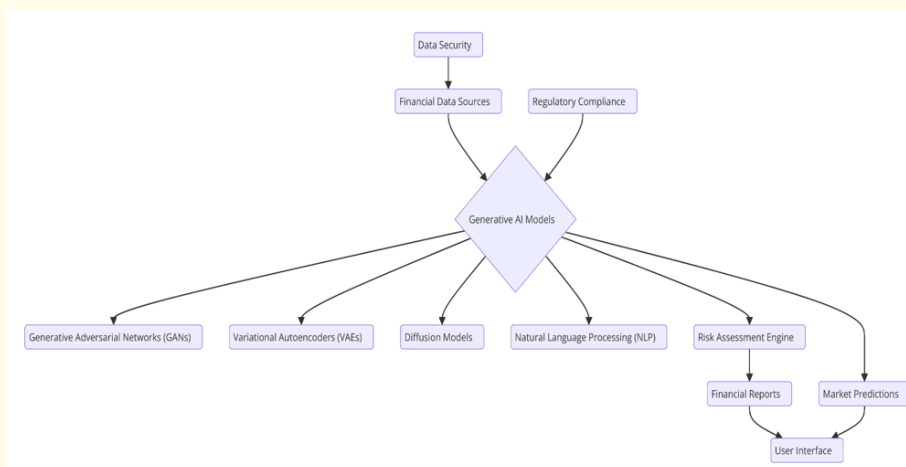 Data Security
Financial Data Sources
Regulatory Compliance
Generative AI Models
Generative Adversarial Networks (GANs)
Variational Autoencoders (VAEs)
Diffusion Models
Natural Language Processing (NLP)
Risk Assessment Engine
Financial Reports
Market Predictions
User Interface